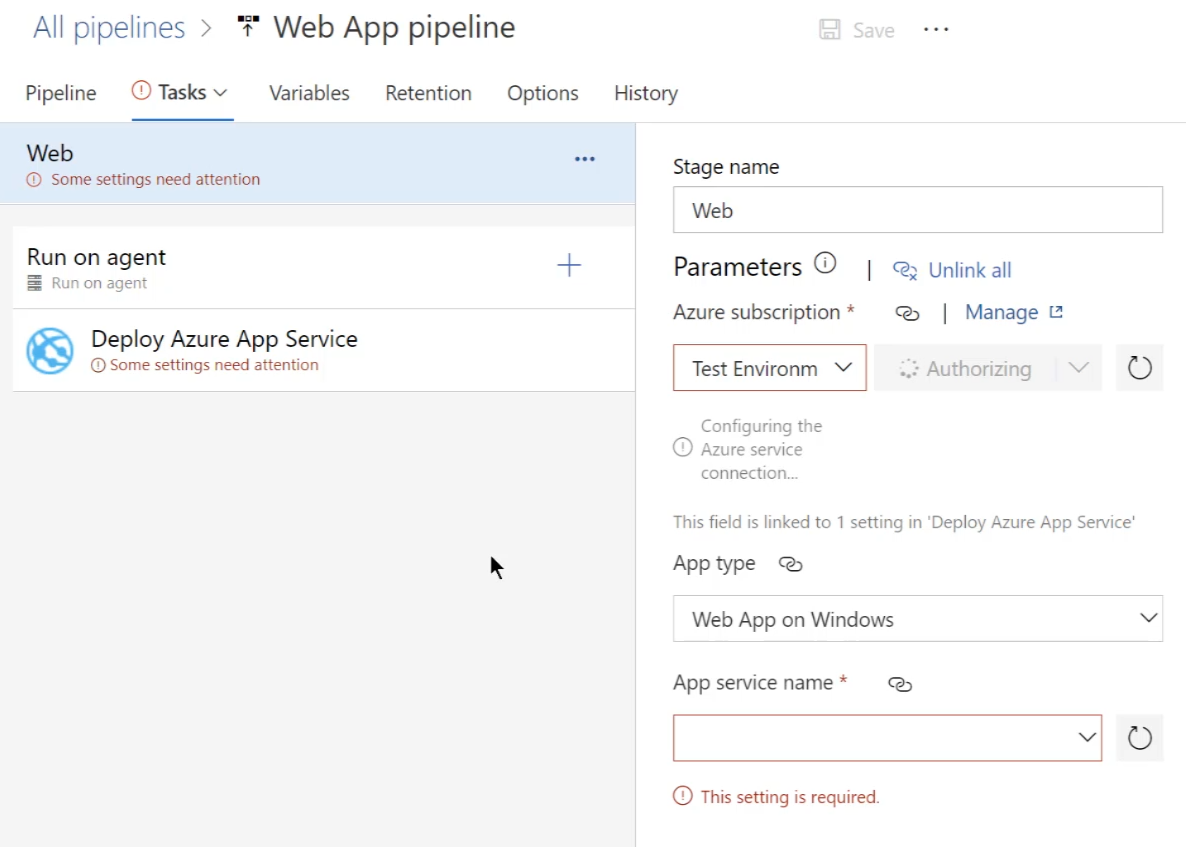 All pipelines > Web App pipeline
Save ...
Pipeline Tasks Variables Retention Options History
Web
Some settings need attention
Run on agent
Run on agent
Deploy Azure App Service
Some settings need attention
Stage name
Web
Parameters | Unlink all
Azure subscription * | Manage
Test Environm Authorizing
Configuring the
Azure service
connection...
This field is linked to 1 setting in 'Deploy Azure App Service'
App type
Web App on Windows
App service name *
This setting is required.